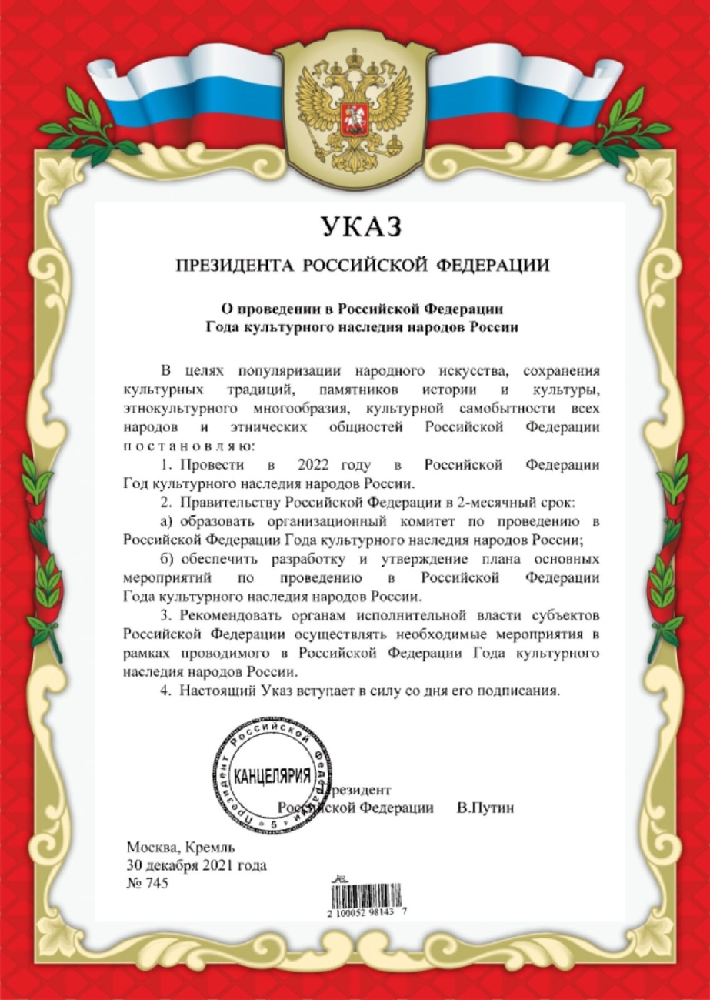 УКАЗ
ПРЕЗИДЕНТА РОССИЙСКОЙ ФЕДЕРАЦИИ
О проведении в Российской Федерации
Года культурного наследия народов России
В целях популяризации народного искусства, сохранения
культурных традиций, памятников истории и культуры,
этнокультурного многообразия, культурной самобытности всех
народов и этнических общностей Российской Федерации
п о с т а н о в л я ю:
1. Провести в 2022 году в Российской Федерации
Год культурного наследия народов России.
2. Правительству Российской Федерации в 2-месячный срок:
а) образовать организационный комитет по проведению в
Российской Федерации Года культурного наследия народов России;
б) обеспечить разработку и утверждение плана основных
мероприятий по проведению в Российской Федерации
Года культурного наследия народов России.
3. Рекомендовать органам исполнительной власти субъектов
Российской Федерации осуществлять необходимые мероприятия в
рамках проводимого в Российской Федерации Года культурного
наследия народов России.
4. Настоящий Указ вступает в силу со дня его подписания.
Президент Российской Федерации
КАНЦЕЛЯРИЯ
* 5 *
Президент
Российской Федерации В.Путин
Москва, Кремль
30 декабря 2021 года
№ 745
2 100052 98143 7